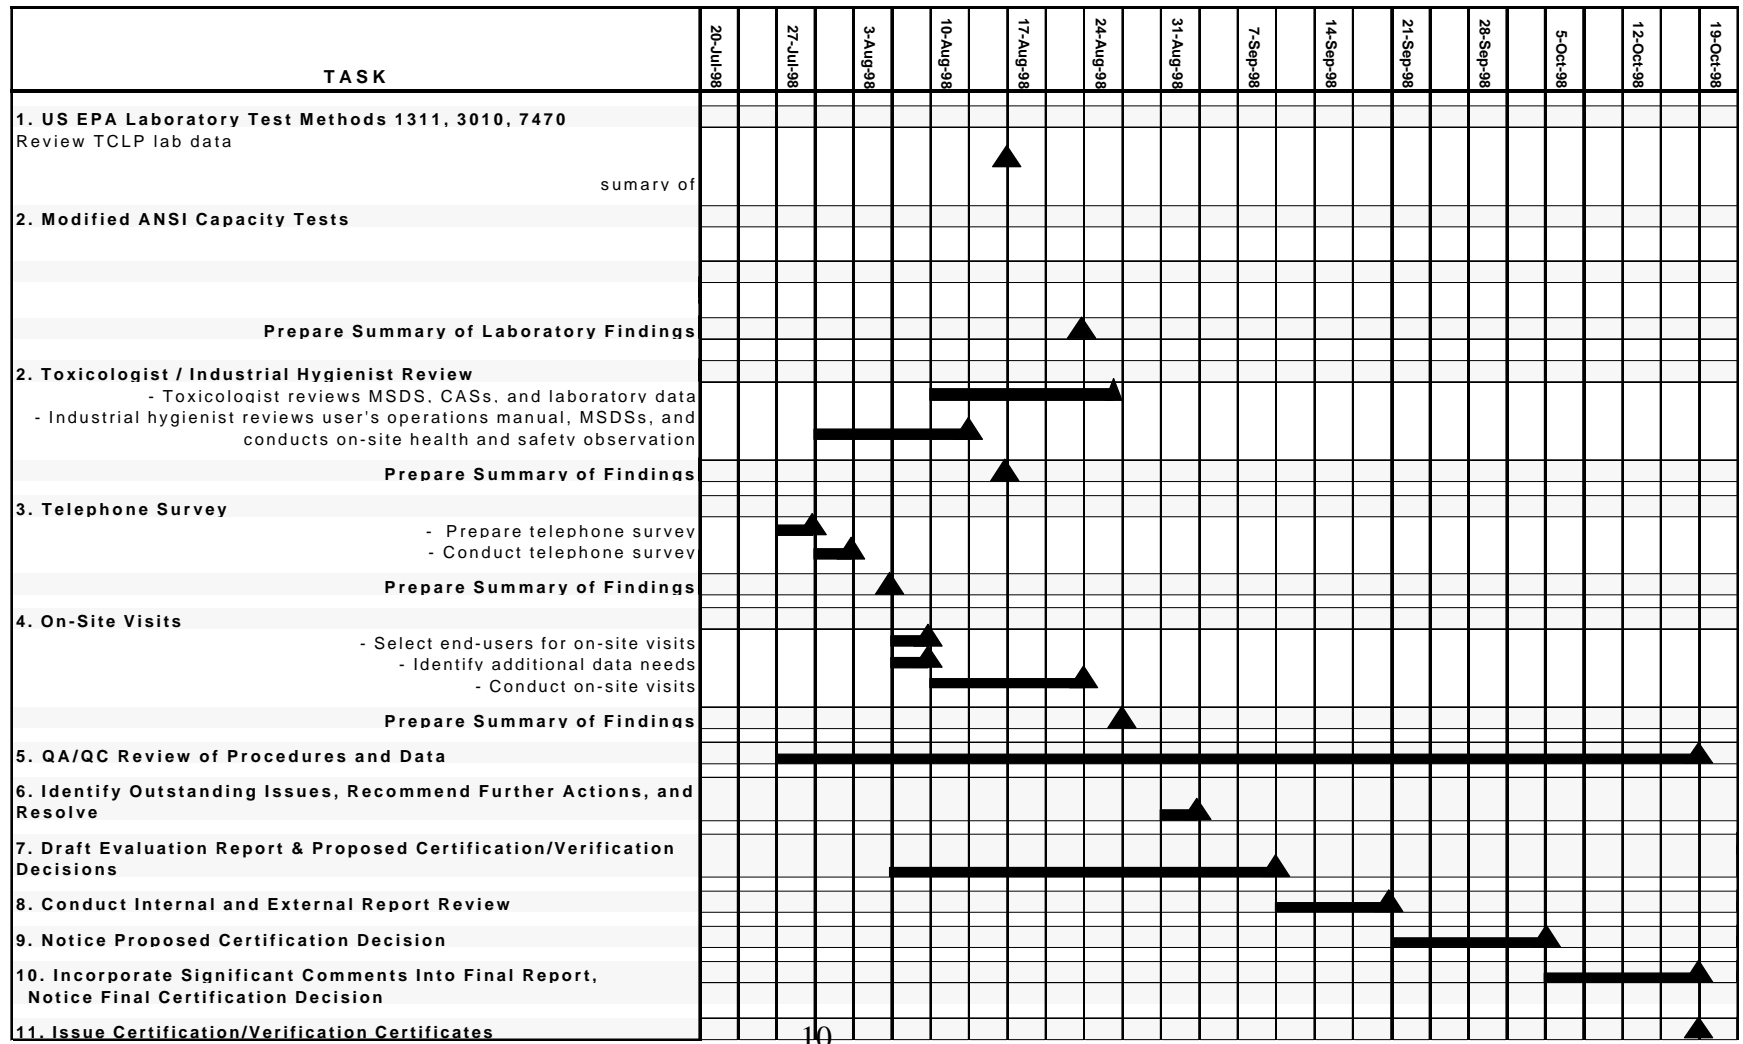 TASK
20-Jul-98
27-Jul-98
3-Aug-98
10-Aug-98
17-Aug-98
24-Aug-98
31-Aug-98
7-Sep-98
14-Sep-98
21-Sep-98
28-Sep-98
5-Oct-98
12-Oct-98
19-Oct-98
1. US EPA Laboratory Test Methods 1311, 3010, 7470
Review TCLP lab data
sumary of
2. Modified ANSI Capacity Tests
Prepare Summary of Laboratory Findings
2. Toxicologist / Industrial Hygienist Review
- Toxicologist reviews MSDS, CASs, and laboratory data
- Industrial hygienist reviews user's operations manual, MSDSs, and
conducts on-site health and safety observation
Prepare Summary of Findings
3. Telephone Survey
- Prepare telephone survey
- Conduct telephone survey
Prepare Summary of Findings
4. On-Site Visits
- Select end-users for on-site visits
- Identify additional data needs
- Conduct on-site visits
Prepare Summary of Findings
5. QA/QC Review of Procedures and Data
6. Identify Outstanding Issues, Recommend Further Actions, and
Resolve
7. Draft Evaluation Report & Proposed Certification/Verification
Decisions
8. Conduct Internal and External Report Review
9. Notice Proposed Certification Decision
10. Incorporate Significant Comments Into Final Report,
Notice Final Certification Decision
11. Issue Certification/Verification Certificates
10